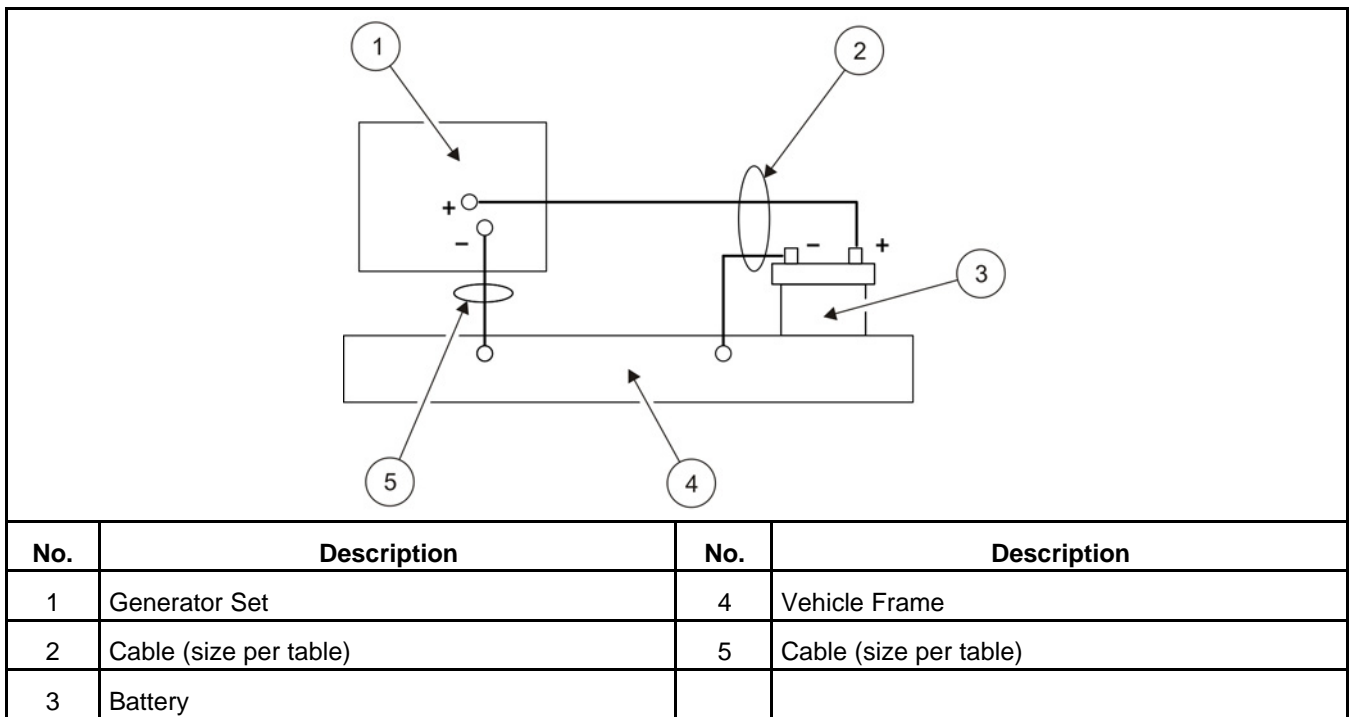 1
2
+
−
− +
3
5
4
No. Description No. Description
1 Generator Set 4 Vehicle Frame
2 Cable (size per table) 5 Cable (size per table)
3 Battery